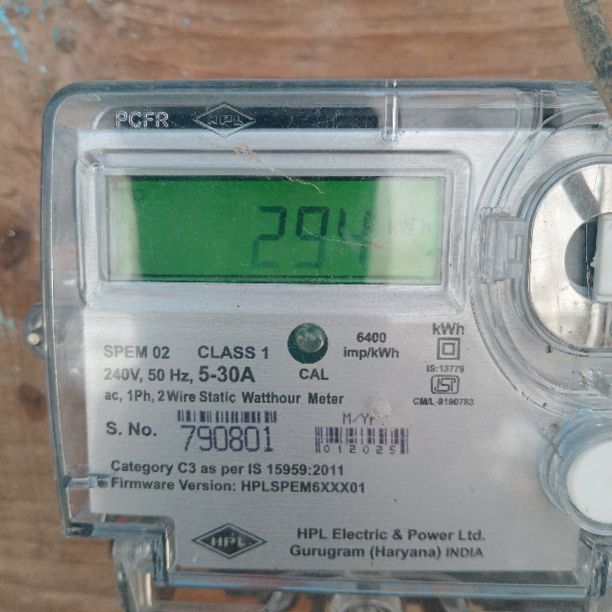 PCFR HPL
294 kWh
SPEM 02 CLASS 1
240V, 50 Hz, 5-30A
ac, 1Ph, 2 Wire Static Watthour Meter
CAL
6400
imp/kWh
kWh
IS:13779
ISI
CM/L-9190783
S. No. 790801
M/Yr
012025
Category C3 as per IS 15959:2011
Firmware Version: HPLSPEM6XXX01
HPL
HPL Electric & Power Ltd.
Gurugram (Haryana) INDIA